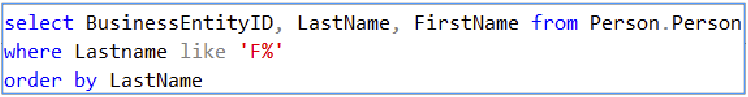 select BusinessEntityID, LastName, FirstName from Person.Person
where Lastname like 'F%'
order by LastName